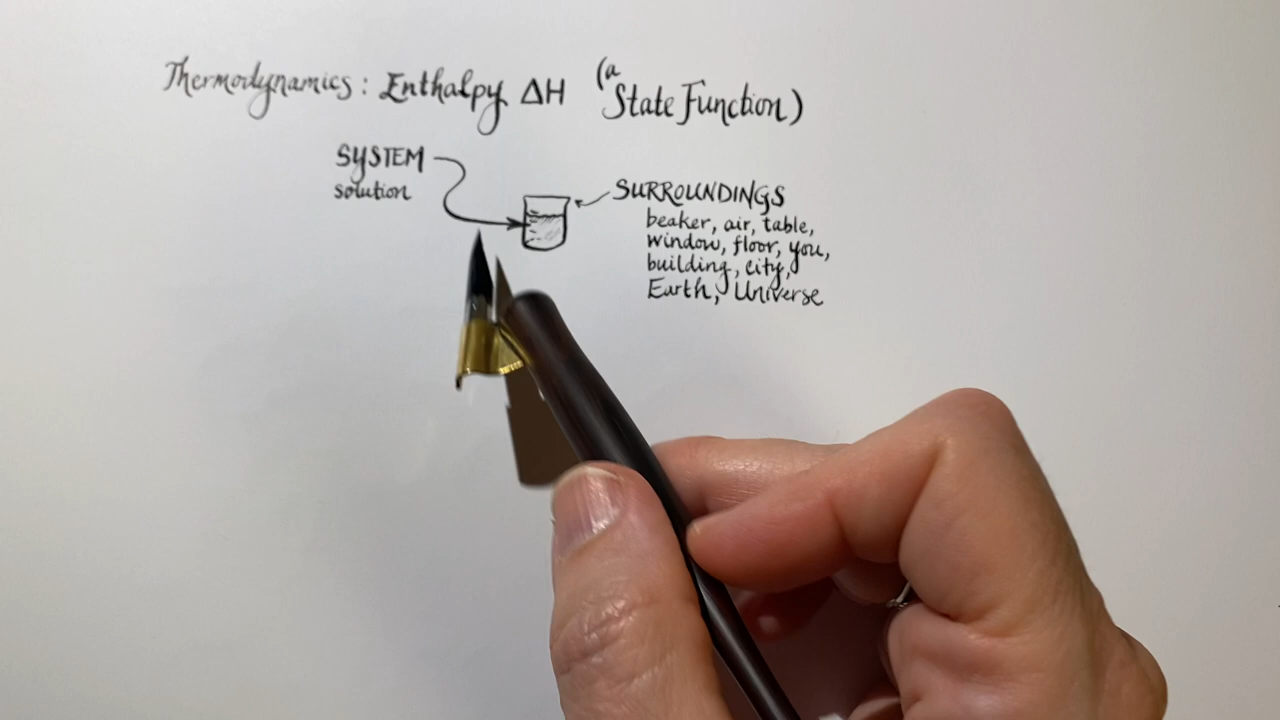 Thermodynamics: Enthalpy ΔH (a State Function)
SYSTEM
solution
SURROUNDINGS
beaker, air, table,
window, floor, you,
building, city,
Earth, Universe